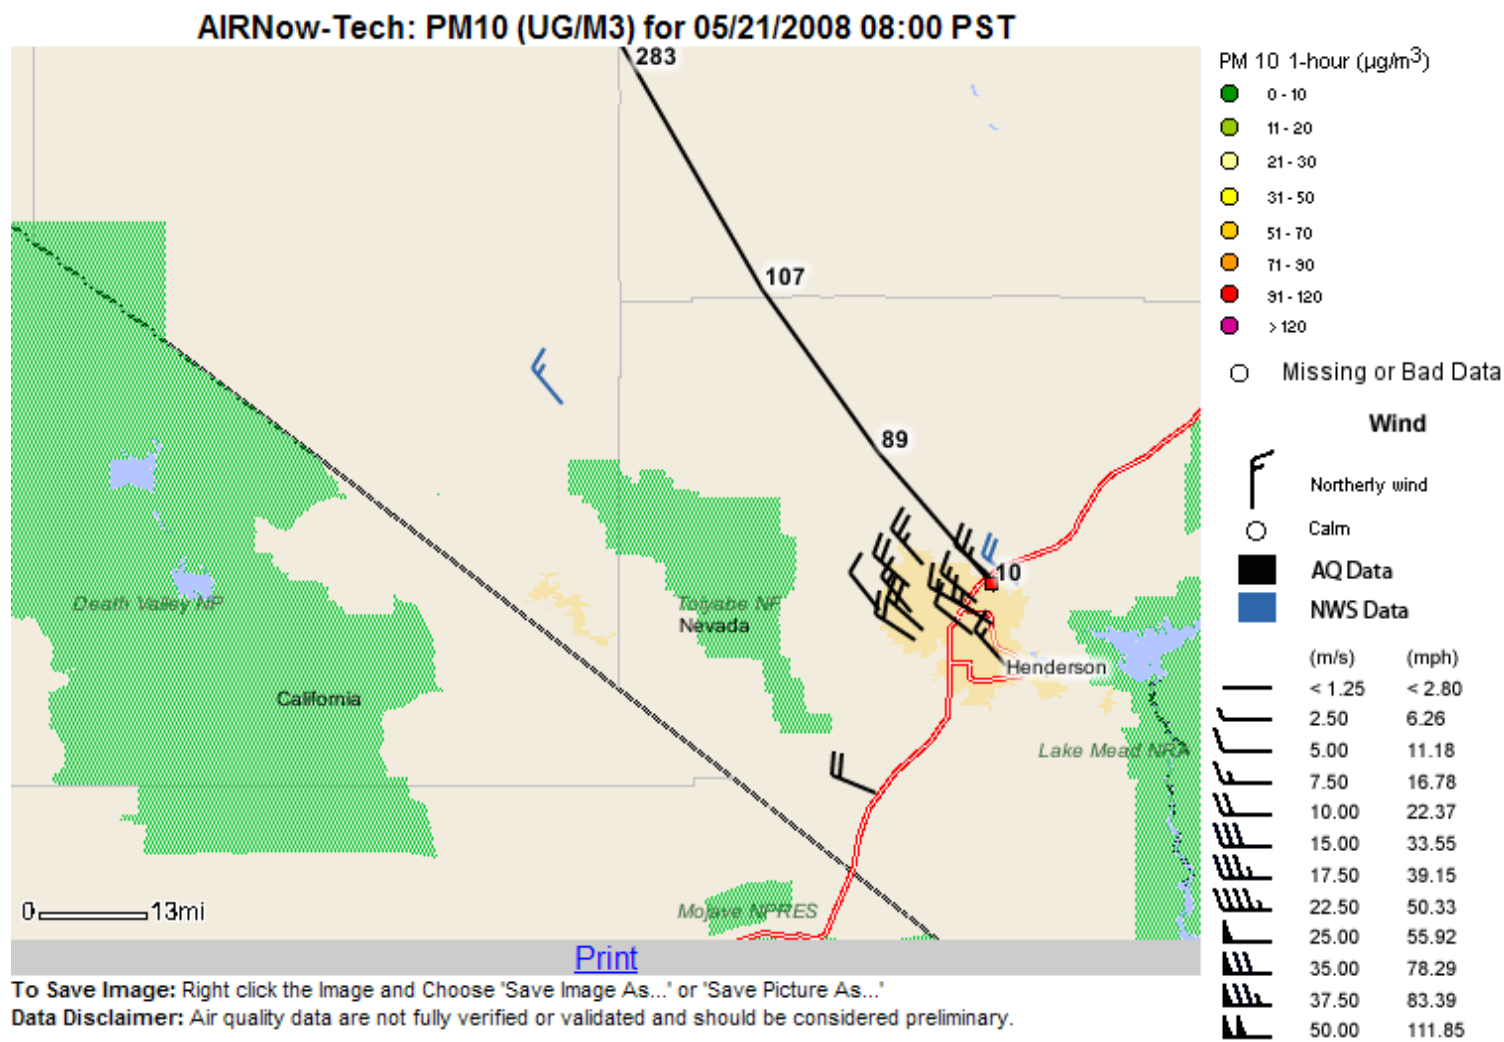 AIRNow-Tech: PM10 (UG/M3) for 05/21/2008 08:00 PST
283
107
89
10
Death Valley NP
Toiyabe NF
Nevada
Henderson
California
Lake Mead NRA
Mojave NPRES
0 13mi
PM 10 1-hour (µg/m3)
0 - 10
11 - 20
21 - 30
31 - 50
51 - 70
71 - 90
91 - 120
> 120
Missing or Bad Data
Wind
Northerly wind
Calm
AQ Data
NWS Data
(m/s) (mph)
< 1.25 < 2.80
2.50 6.26
5.00 11.18
7.50 16.78
10.00 22.37
15.00 33.55
17.50 39.15
22.50 50.33
25.00 55.92
35.00 78.29
37.50 83.39
50.00 111.85
Print
To Save Image: Right click the Image and Choose 'Save Image As...' or 'Save Picture As...'
Data Disclaimer: Air quality data are not fully verified or validated and should be considered preliminary.